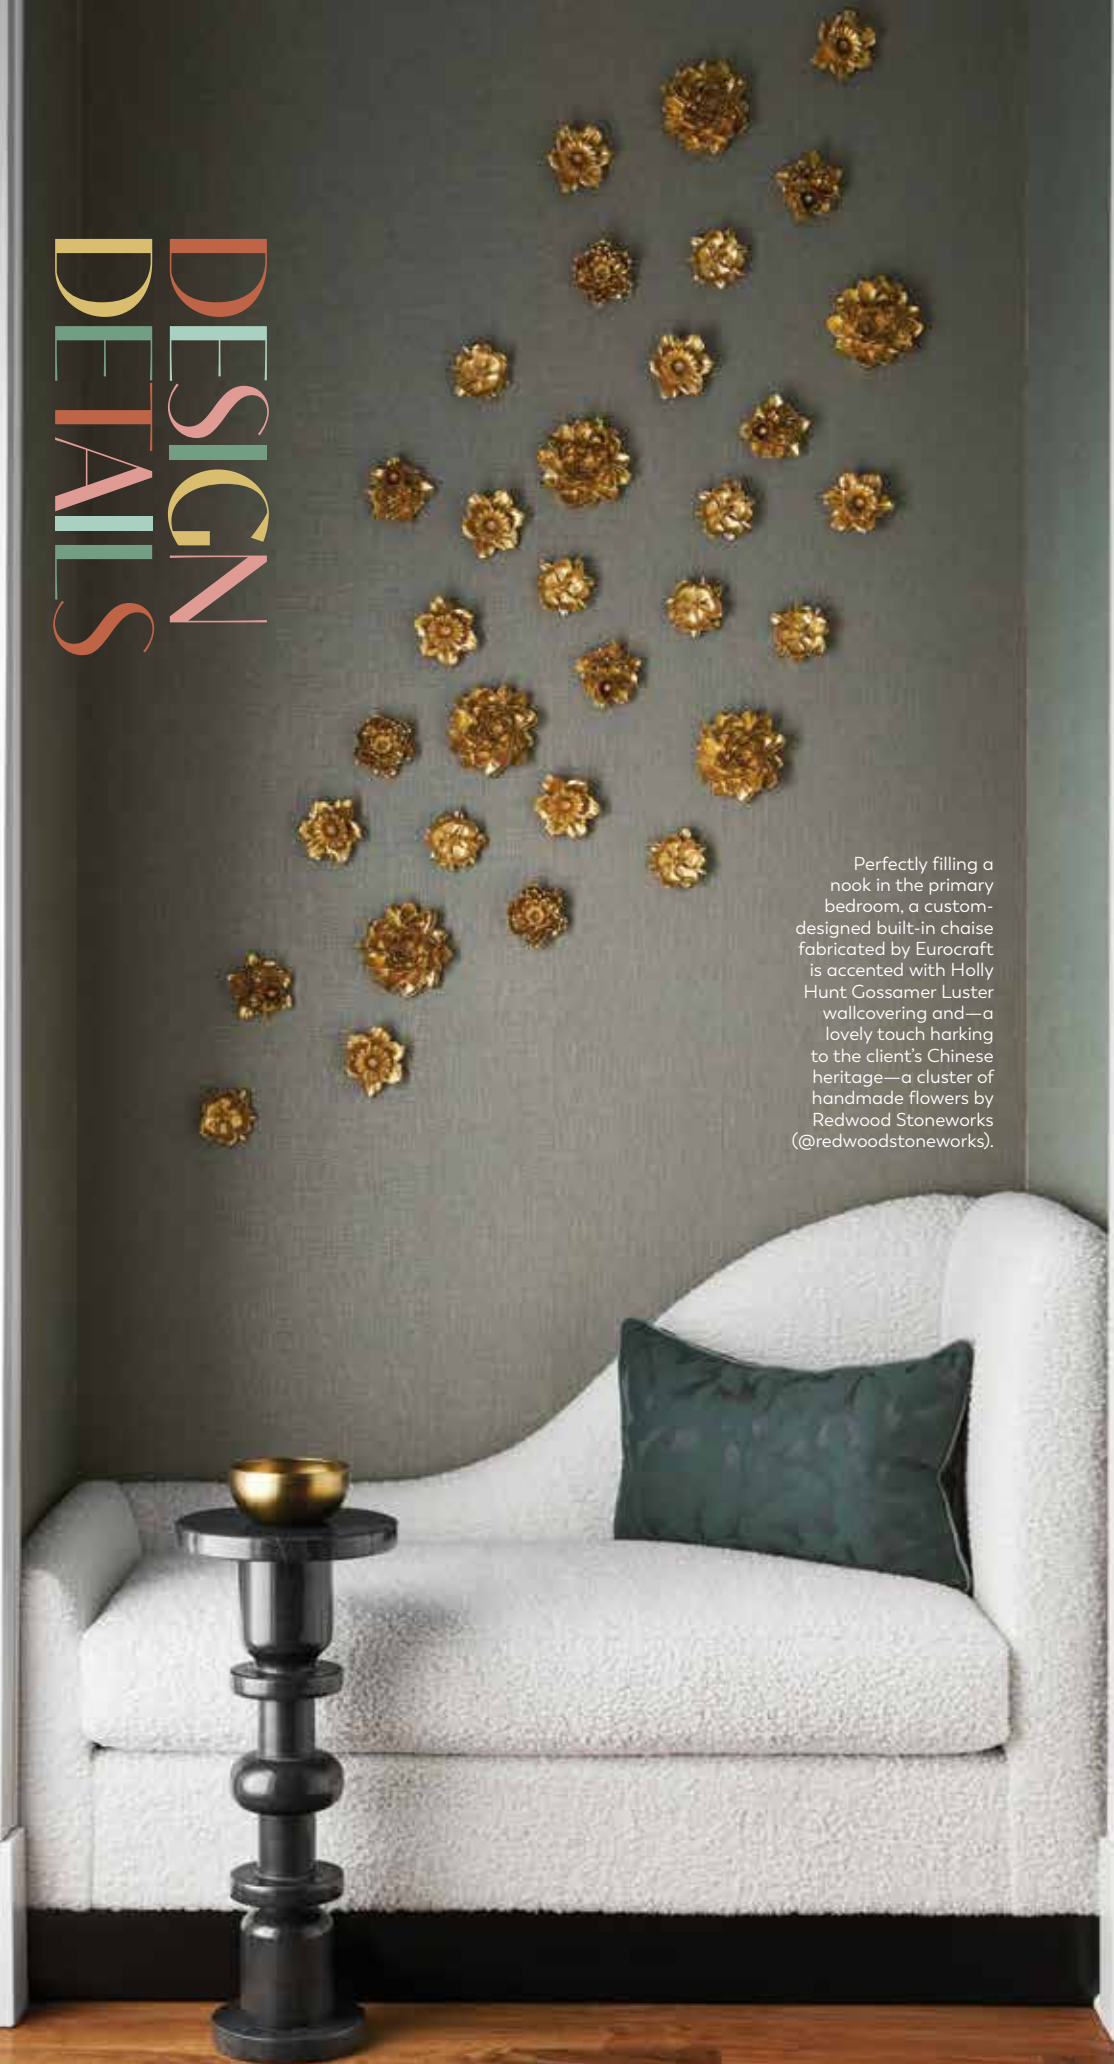 DESIGN
DETAILS
Perfectly filling a
nook in the primary
bedroom, a custom-
designed built-in chaise
fabricated by Eurocraft
is accented with Holly
Hunt Gossamer Luster
wallcovering and—a
lovely touch harking
to the client’s Chinese
heritage—a cluster of
handmade flowers by
Redwood Stoneworks
(@redwoodstoneworks).